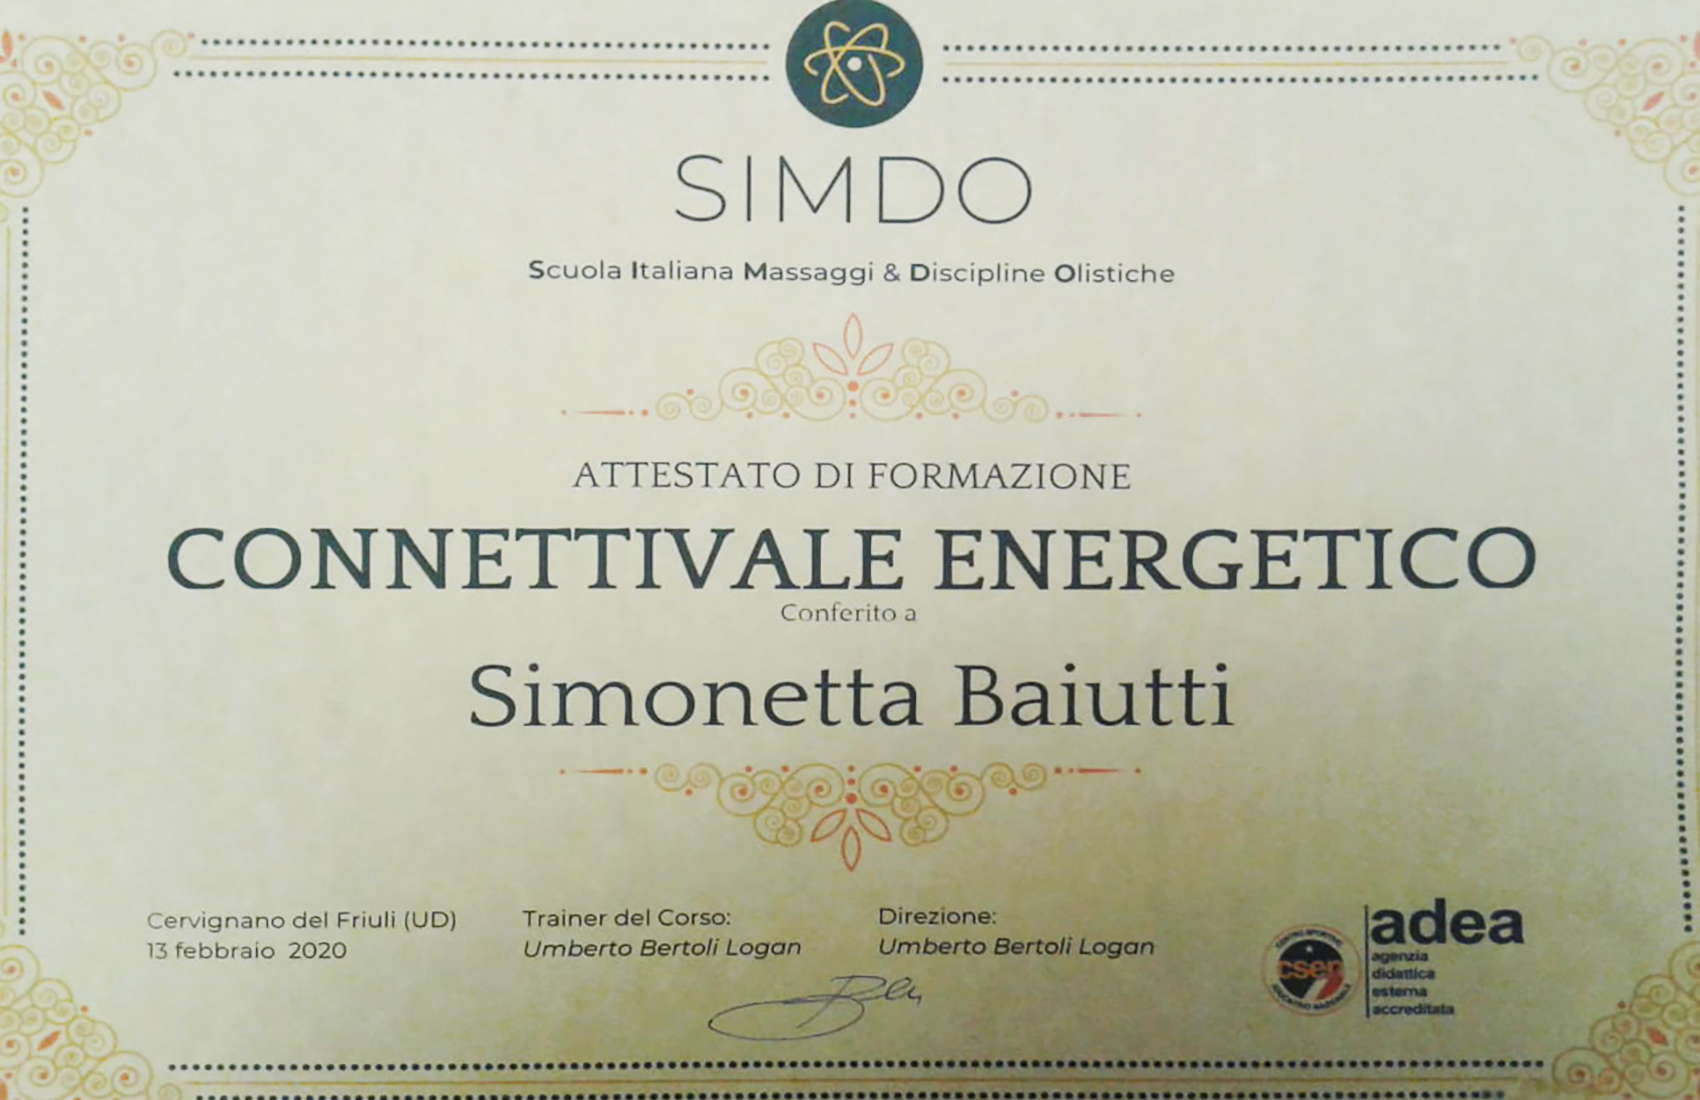 SIMDO
Scuola Italiana Massaggi & Discipline Olistiche
ATTESTATO DI FORMAZIONE
CONNETTIVALE ENERGETICO
Conferito a
Simonetta Baiutti
Cervignano del Friuli (UD)
13 febbraio 2020
Trainer del Corso:
Umberto Bertoli Logan
Direzione:
Umberto Bertoli Logan
csen
adea
agenzia
didattica
esterna
accreditata